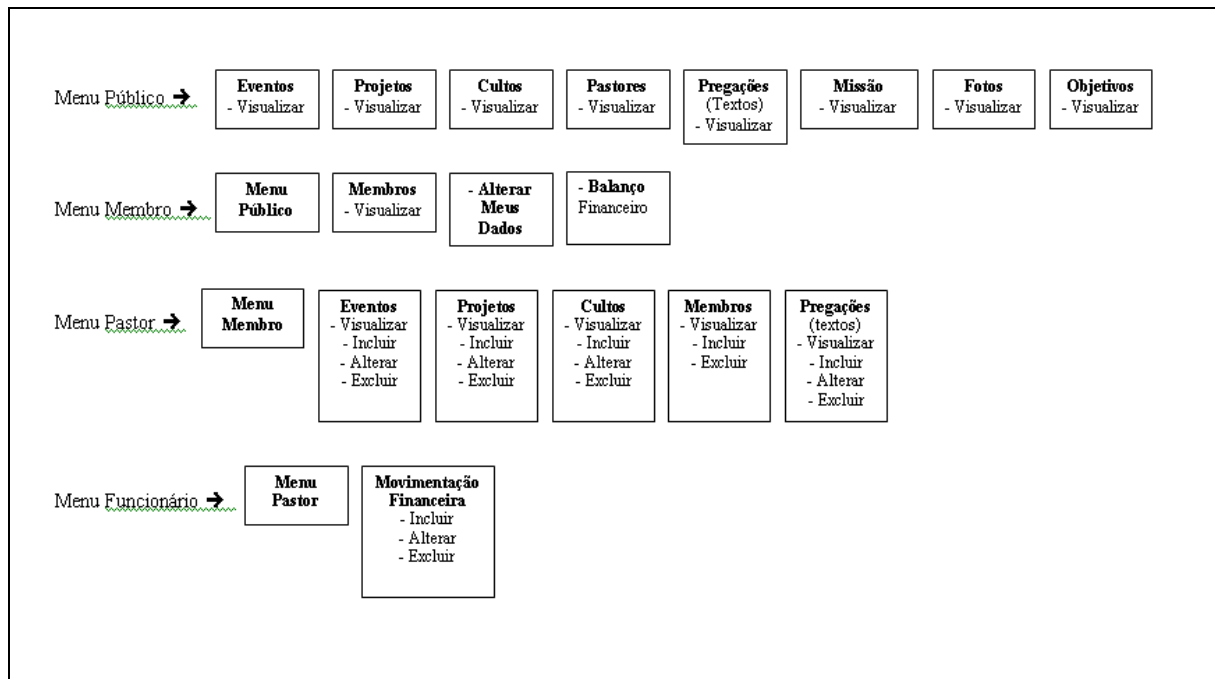 Menu Público ➔
Eventos
- Visualizar
Projetos
- Visualizar
Cultos
- Visualizar
Pastores
- Visualizar
Pregações
(Textos)
- Visualizar
Missão
- Visualizar
Fotos
- Visualizar
Objetivos
- Visualizar
Menu Membro ➔
Menu
Público
Membros
- Visualizar
- Alterar
Meus
Dados
- Balanço
Financeiro
Menu Pastor ➔
Menu
Membro
Eventos
- Visualizar
- Incluir
- Alterar
- Excluir
Projetos
- Visualizar
- Incluir
- Alterar
- Excluir
Cultos
- Visualizar
- Incluir
- Alterar
- Excluir
Membros
- Visualizar
- Incluir
- Excluir
Pregações
(textos)
- Visualizar
- Incluir
- Alterar
- Excluir
Menu Funcionário ➔
Menu
Pastor
Movimentação
Financeira
- Incluir
- Alterar
- Excluir